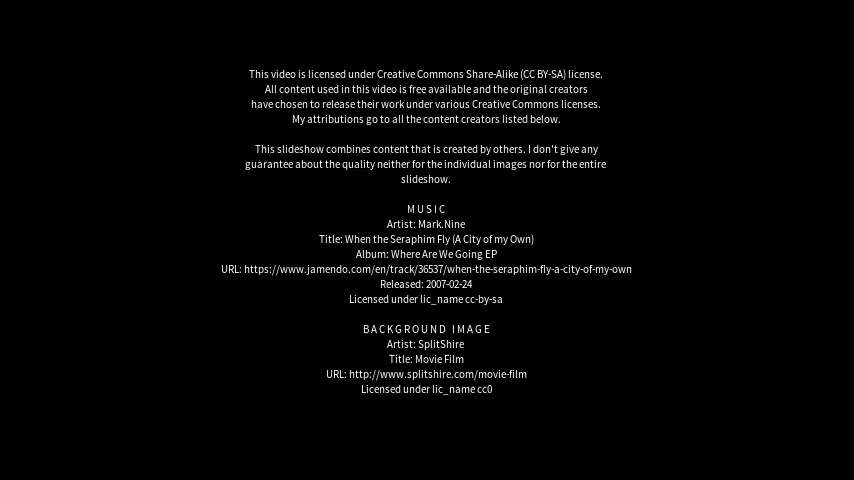 This video is licensed under Creative Commons Share-Alike (CC BY-SA) license.
All content used in this video is free available and the original creators
have chosen to release their work under various Creative Commons licenses.
My attributions go to all the content creators listed below.
This slideshow combines content that is created by others. I don't give any
guarantee about the quality neither for the individual images nor for the entire
slideshow.
MUSIC
Artist: Mark.Nine
Title: When the Seraphim Fly (A City of my Own)
Album: Where Are We Going EP
URL: https://www.jamendo.com/en/track/36537/when-the-seraphim-fly-a-city-of-my-own
Released: 2007-02-24
Licensed under lic_name cc-by-sa
BACKGROUND IMAGE
Artist: SplitShire
Title: Movie Film
URL: http://www.splitshire.com/movie-film
Licensed under lic_name cc0